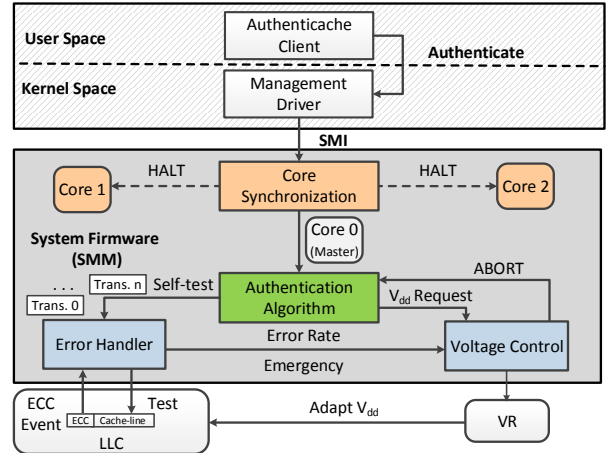 User Space
Authenticache
Client
Authenticate
Kernel Space
Management
Driver
SMI
HALT
HALT
Core 1
Core
Synchronization
Core 2
Core 0
(Master)
System Firmware
(SMM)
. . .
Trans. n
Trans. 0
Self-test
Authentication
Algorithm
ABORT
Vdd Request
Error Handler
Error Rate
Emergency
Voltage Control
ECC
Event
Test
ECC
Cache-line
LLC
Adapt Vdd
VR